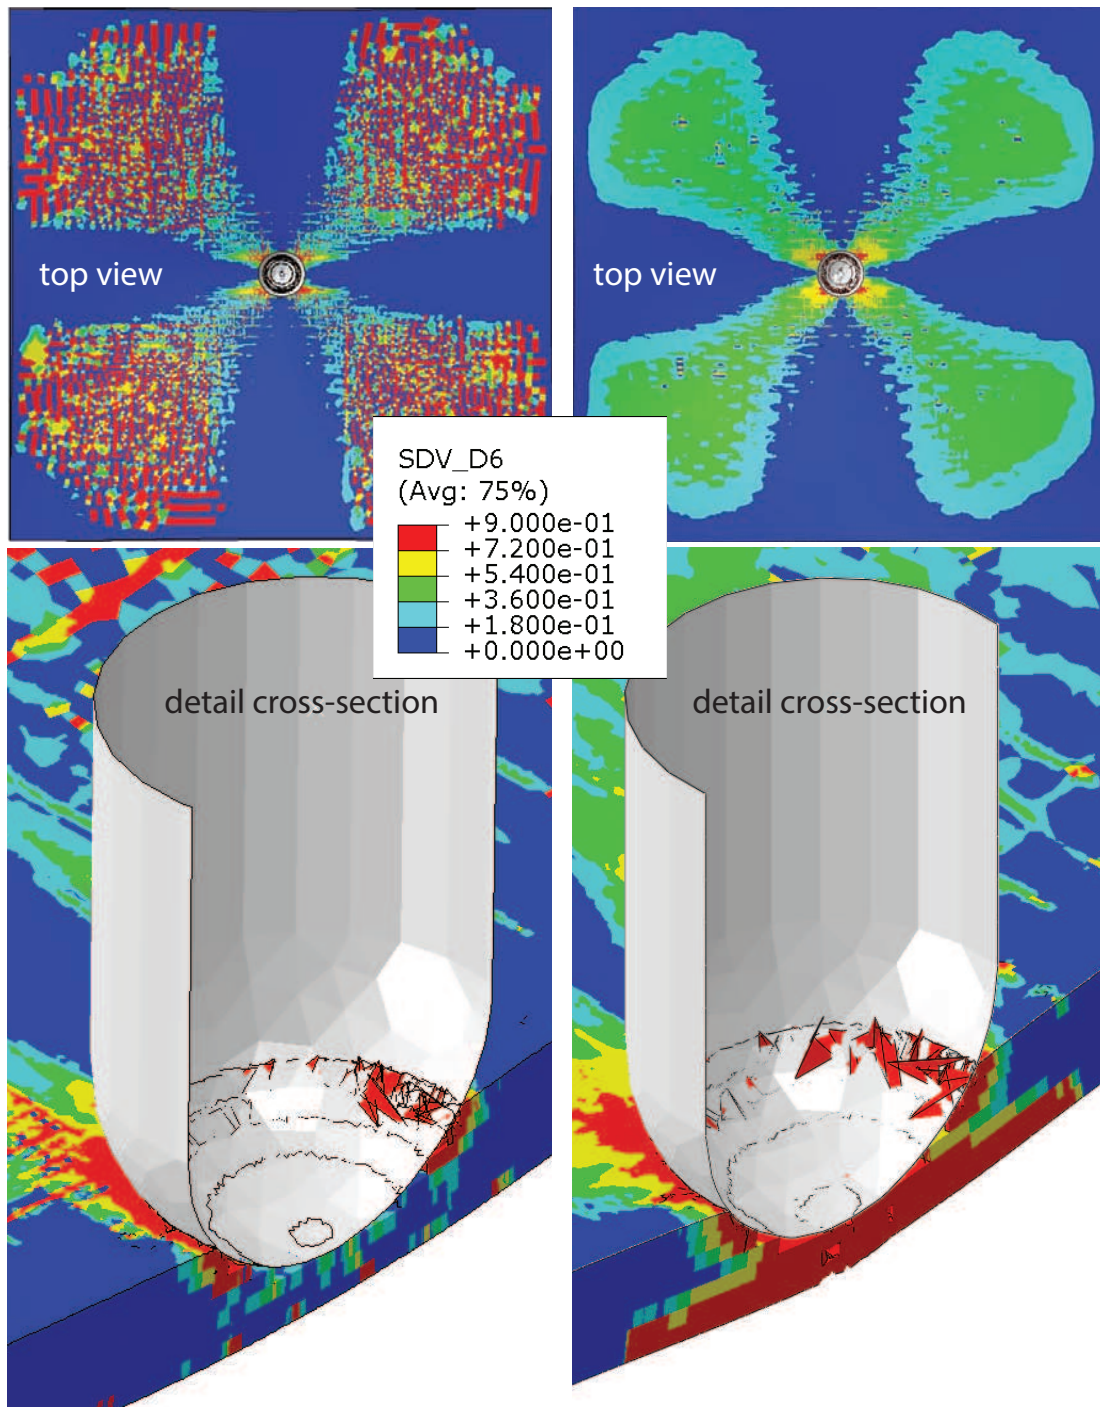 top view
top view
SDV_D6
(Avg: 75%)
+9.000e-01
+7.200e-01
+5.400e-01
+3.600e-01
+1.800e-01
+0.000e+00
detail cross-section
detail cross-section